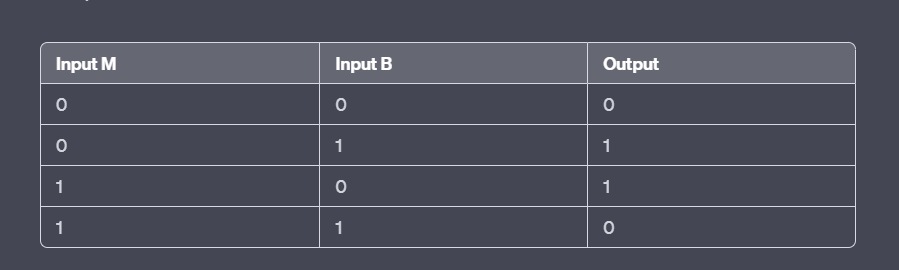 Input M Input B Output
0 0 0
0 1 1
1 0 1
1 1 0